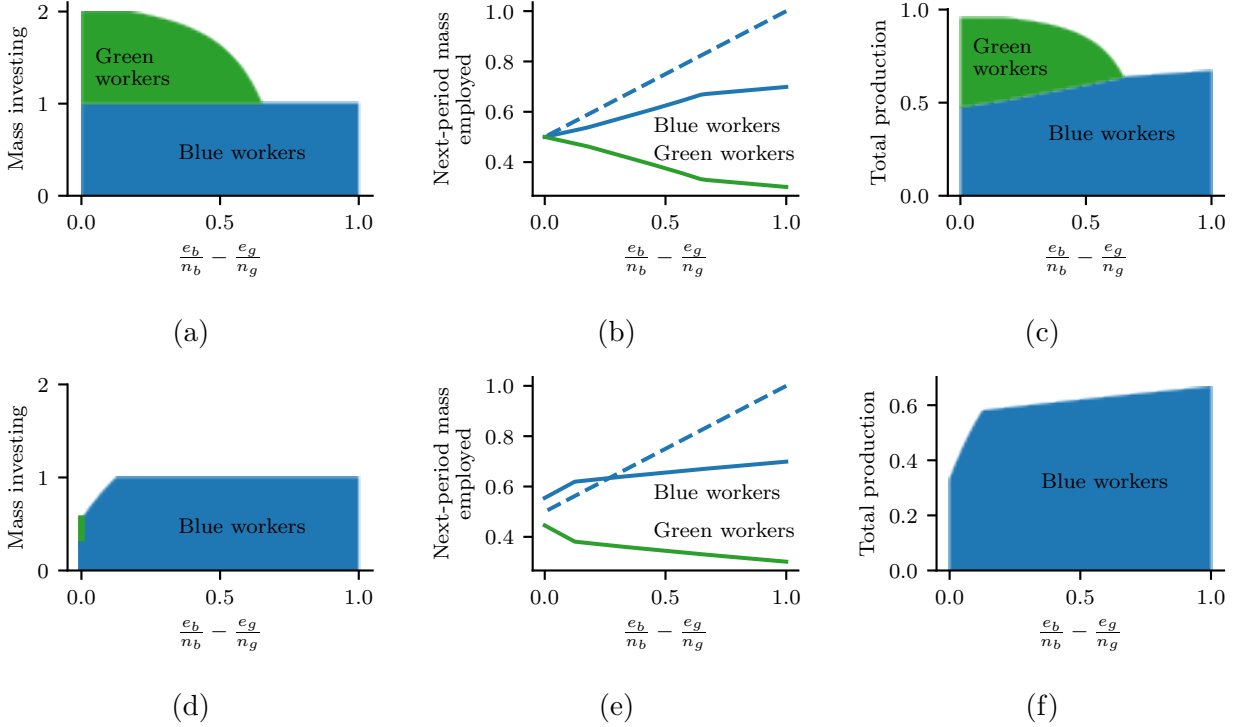 Mass investing
2
1
0
Green
workers
Blue workers
0.0 0.5 1.0
e_b/n_b − e_g/n_g
(a)
Next-period mass
employed
1.0
0.8
0.6
0.4
Blue workers
Green workers
0.0 0.5 1.0
e_b/n_b − e_g/n_g
(b)
Total production
1.0
0.5
0.0
Green
workers
Blue workers
0.0 0.5 1.0
e_b/n_b − e_g/n_g
(c)
Mass investing
2
1
0
Blue workers
0.0 0.5 1.0
e_b/n_b − e_g/n_g
(d)
Next-period mass
employed
1.0
0.8
0.6
0.4
Blue workers
Green workers
0.0 0.5 1.0
e_b/n_b − e_g/n_g
(e)
Total production
0.6
0.4
0.2
0.0
Blue workers
0.0 0.5 1.0
e_b/n_b − e_g/n_g
(f)